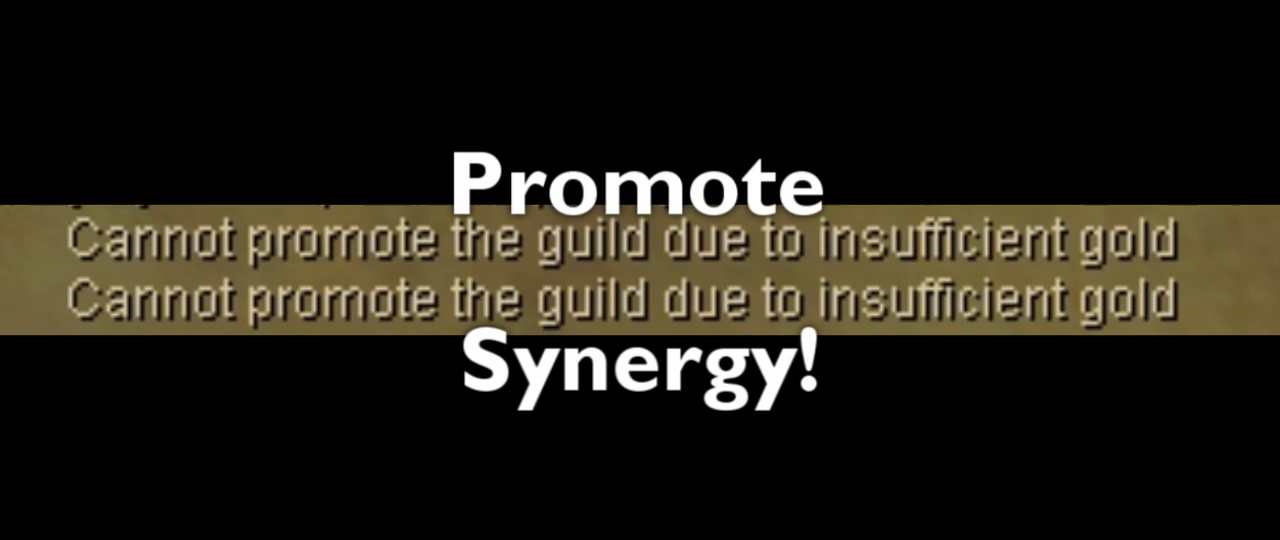 Promote
Cannot promote the guild due to insufficient gold
Cannot promote the guild due to insufficient gold
Synergy!